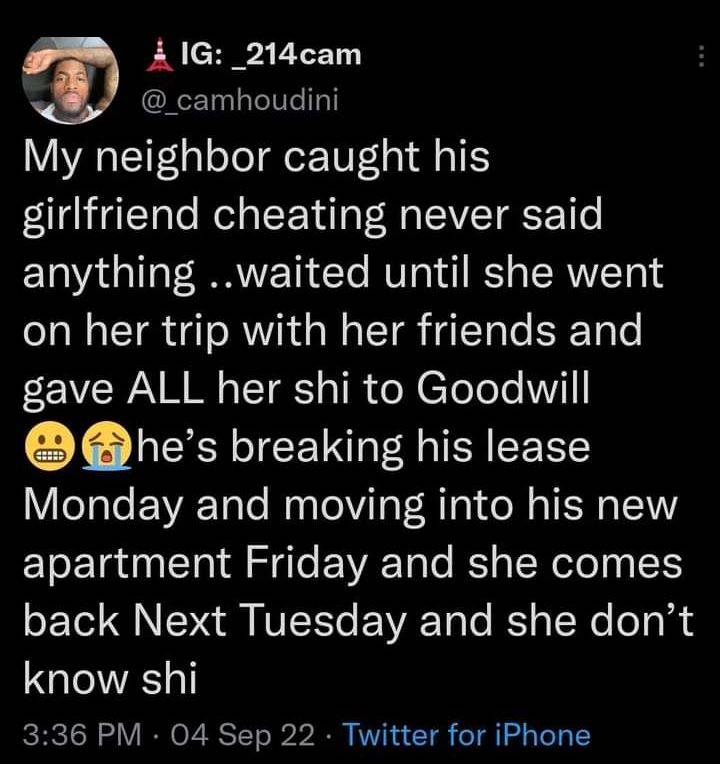 🗼IG: _214cam
@_camhoudini
My neighbor caught his
girlfriend cheating never said
anything ..waited until she went
on her trip with her friends and
gave ALL her shi to Goodwill
😬😭he’s breaking his lease
Monday and moving into his new
apartment Friday and she comes
back Next Tuesday and she don’t
know shi
3:36 PM · 04 Sep 22 · Twitter for iPhone